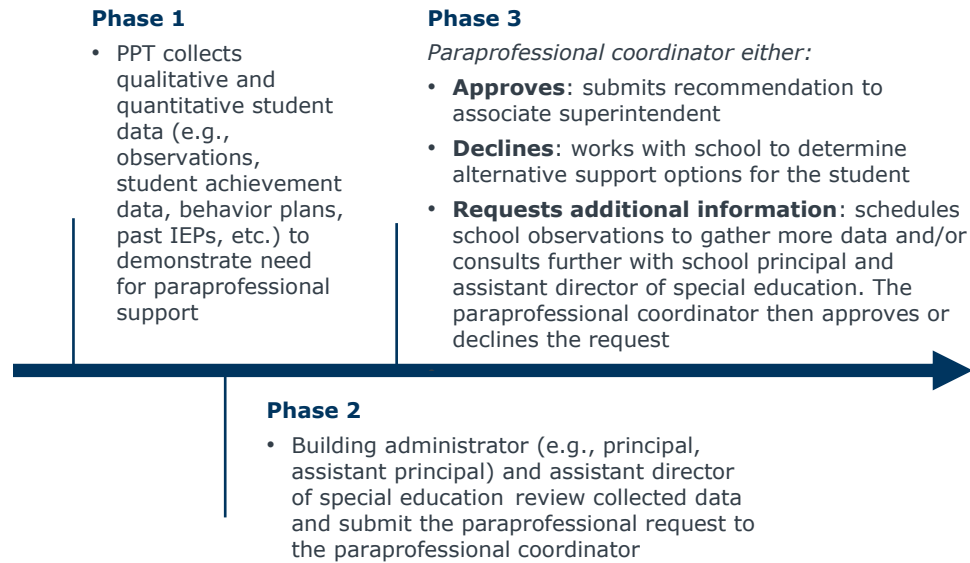 Phase 1
• PPT collects
qualitative and
quantitative student
data (e.g.,
observations,
student achievement
data, behavior plans,
past IEPs, etc.) to
demonstrate need
for paraprofessional
support
Phase 3
Paraprofessional coordinator either:
• Approves: submits recommendation to
associate superintendent
• Declines: works with school to determine
alternative support options for the student
• Requests additional information: schedules
school observations to gather more data and/or
consults further with school principal and
assistant director of special education. The
paraprofessional coordinator then approves or
declines the request
Phase 2
• Building administrator (e.g., principal,
assistant principal) and assistant director
of special education review collected data
and submit the paraprofessional request to
the paraprofessional coordinator